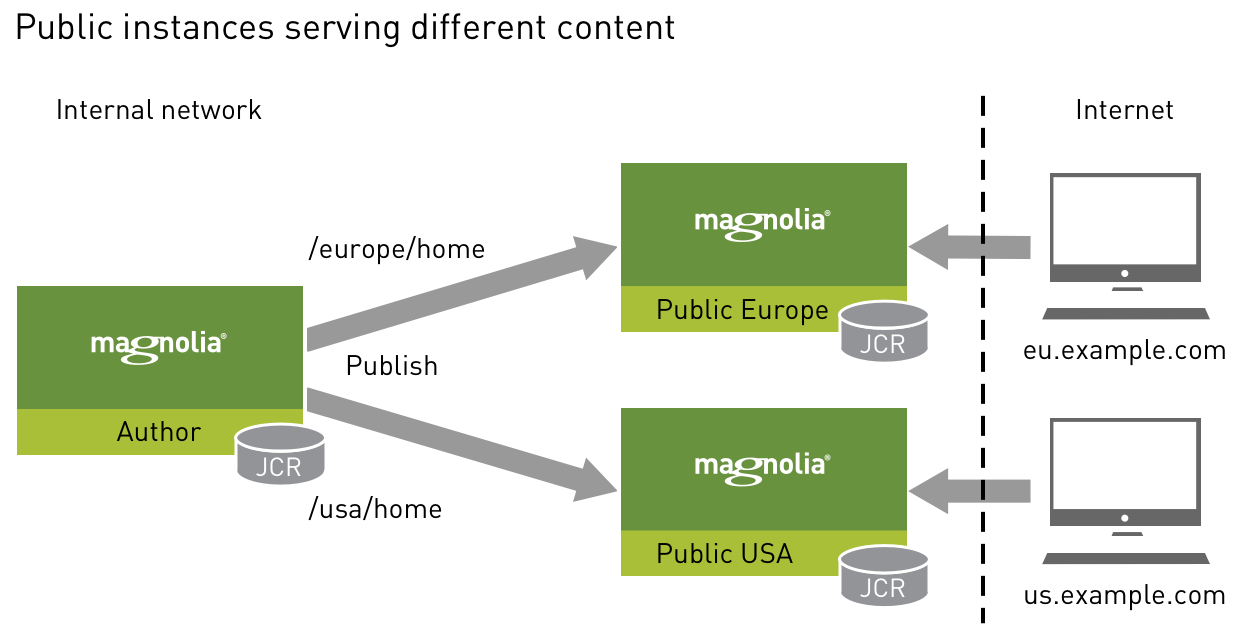 Public instances serving different content
Internal network
Internet
magnolia®
/europe/home
Public Europe
JCR
eu.example.com
magnolia®
Publish
Author
JCR
magnolia®
/usa/home
Public USA
JCR
us.example.com